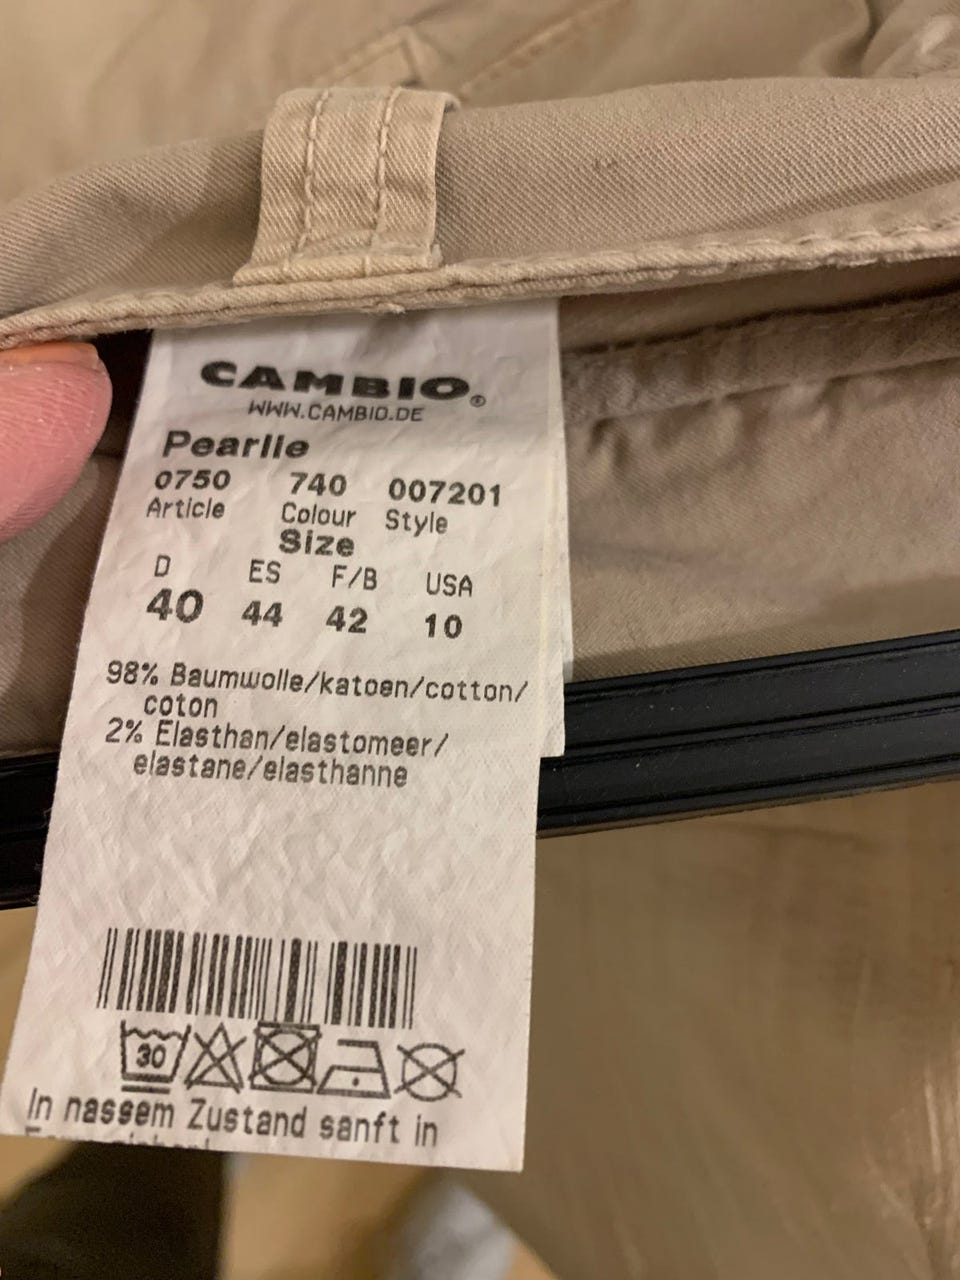 CAMBIO®
WWW.CAMBIO.DE
Pearlie
0750 740 007201
Article Colour Style
Size
D ES F/B USA
40 44 42 10
98% Baumwolle/katoen/cotton/
coton
2% Elasthan/elastomeer/
elastane/elasthanne
30
In nassem Zustand sanft in